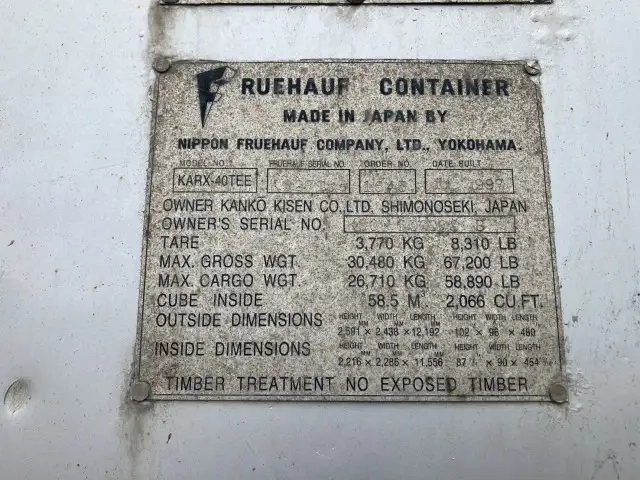 FRUEHAUF CONTAINER
MADE IN JAPAN BY
NIPPON FRUEHAUF COMPANY, LTD., YOKOHAMA.
MODEL NO. FRUEHAUF SERIAL NO. ORDER NO. DATE BUILT
KARX-40TEE
OWNER KANKO KISEN CO.,LTD. SHIMONOSEKI, JAPAN
OWNER'S SERIAL NO.
TARE 3,770 KG 8,310 LB
MAX. GROSS WGT. 30,480 KG 67,200 LB
MAX. CARGO WGT. 26,710 KG 58,890 LB
CUBE INSIDE 58.5 M³ 2,066 CU.FT.
HEIGHT WIDTH LENGTH HEIGHT WIDTH LENGTH
OUTSIDE DIMENSIONS 2,591 × 2,438 × 12,192 MM 102 × 96 × 480
HEIGHT WIDTH LENGTH HEIGHT WIDTH LENGTH
INSIDE DIMENSIONS 2,216 × 2,286 × 11,556 87 × 90 × 454
TIMBER TREATMENT NO EXPOSED TIMBER